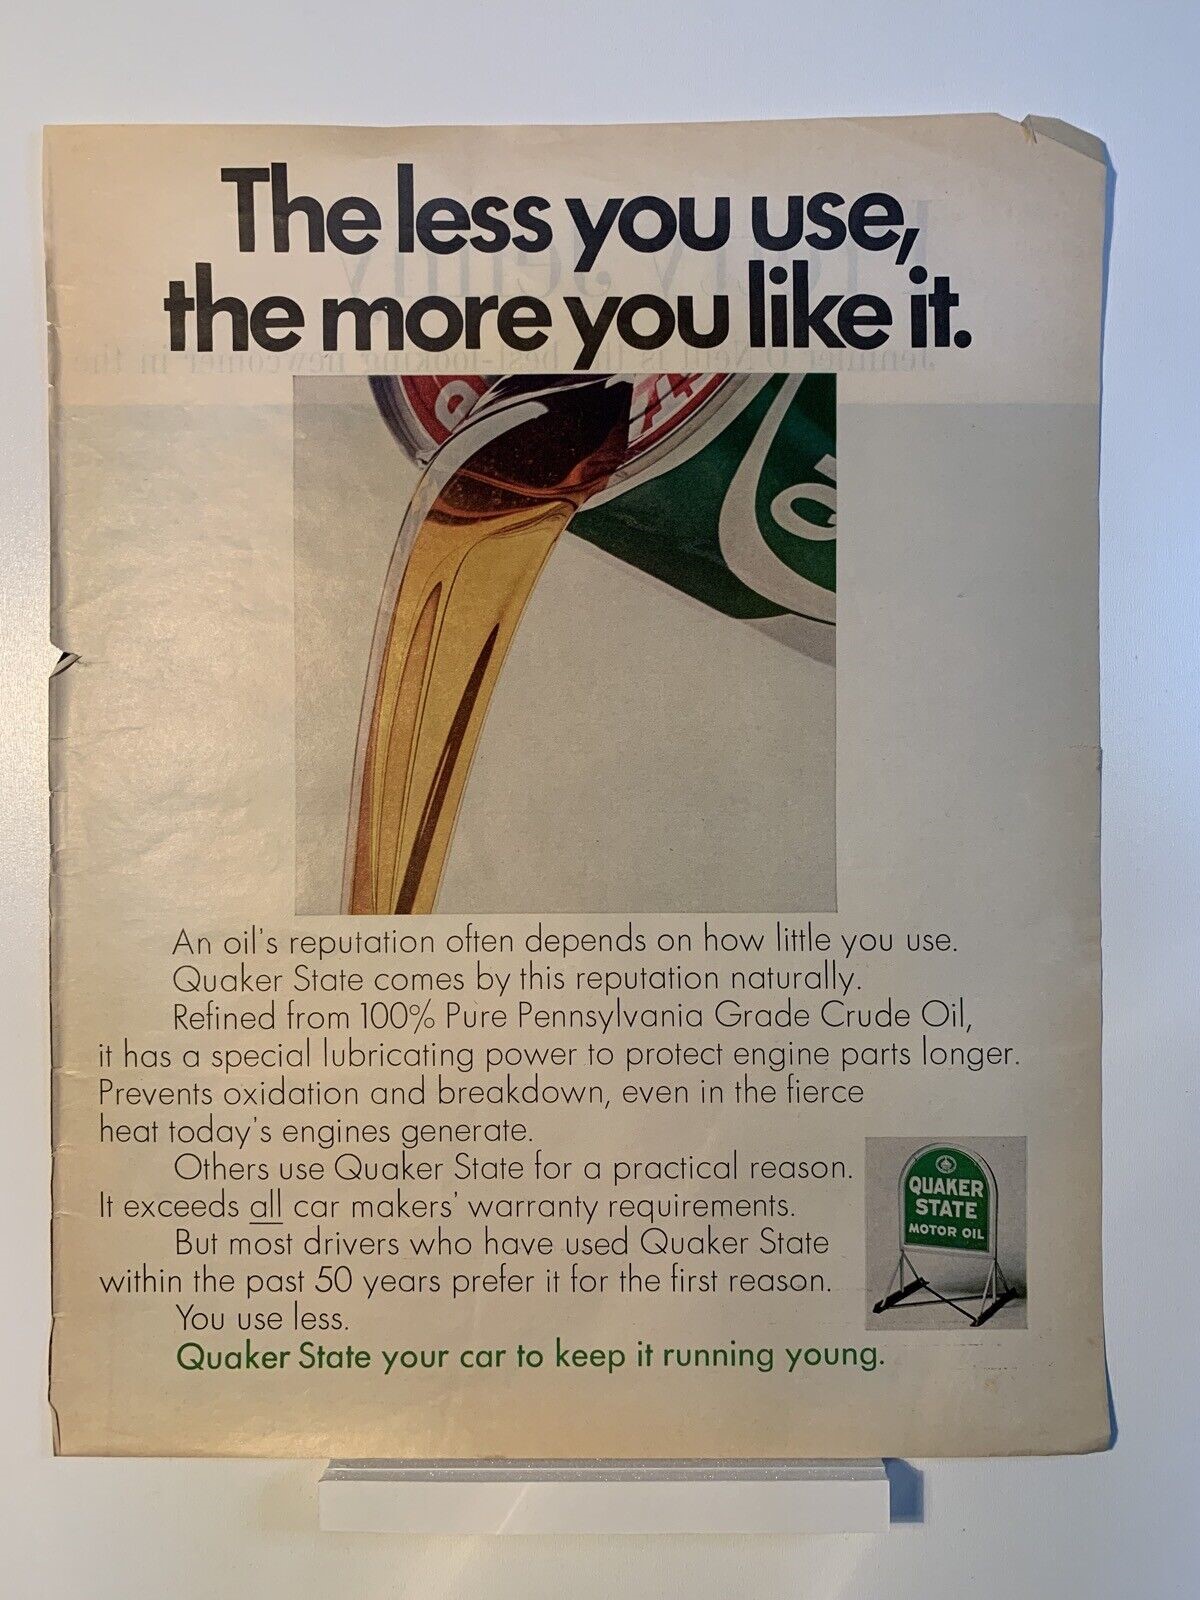 The less you use,
the more you like it.
Q
An oil's reputation often depends on how little you use.
Quaker State comes by this reputation naturally.
Refined from 100% Pure Pennsylvania Grade Crude Oil,
it has a special lubricating power to protect engine parts longer.
Prevents oxidation and breakdown, even in the fierce
heat today's engines generate.
Others use Quaker State for a practical reason.
It exceeds all car makers' warranty requirements.
But most drivers who have used Quaker State
within the past 50 years prefer it for the first reason.
You use less.
Quaker State your car to keep it running young.
QUAKER
STATE
MOTOR OIL